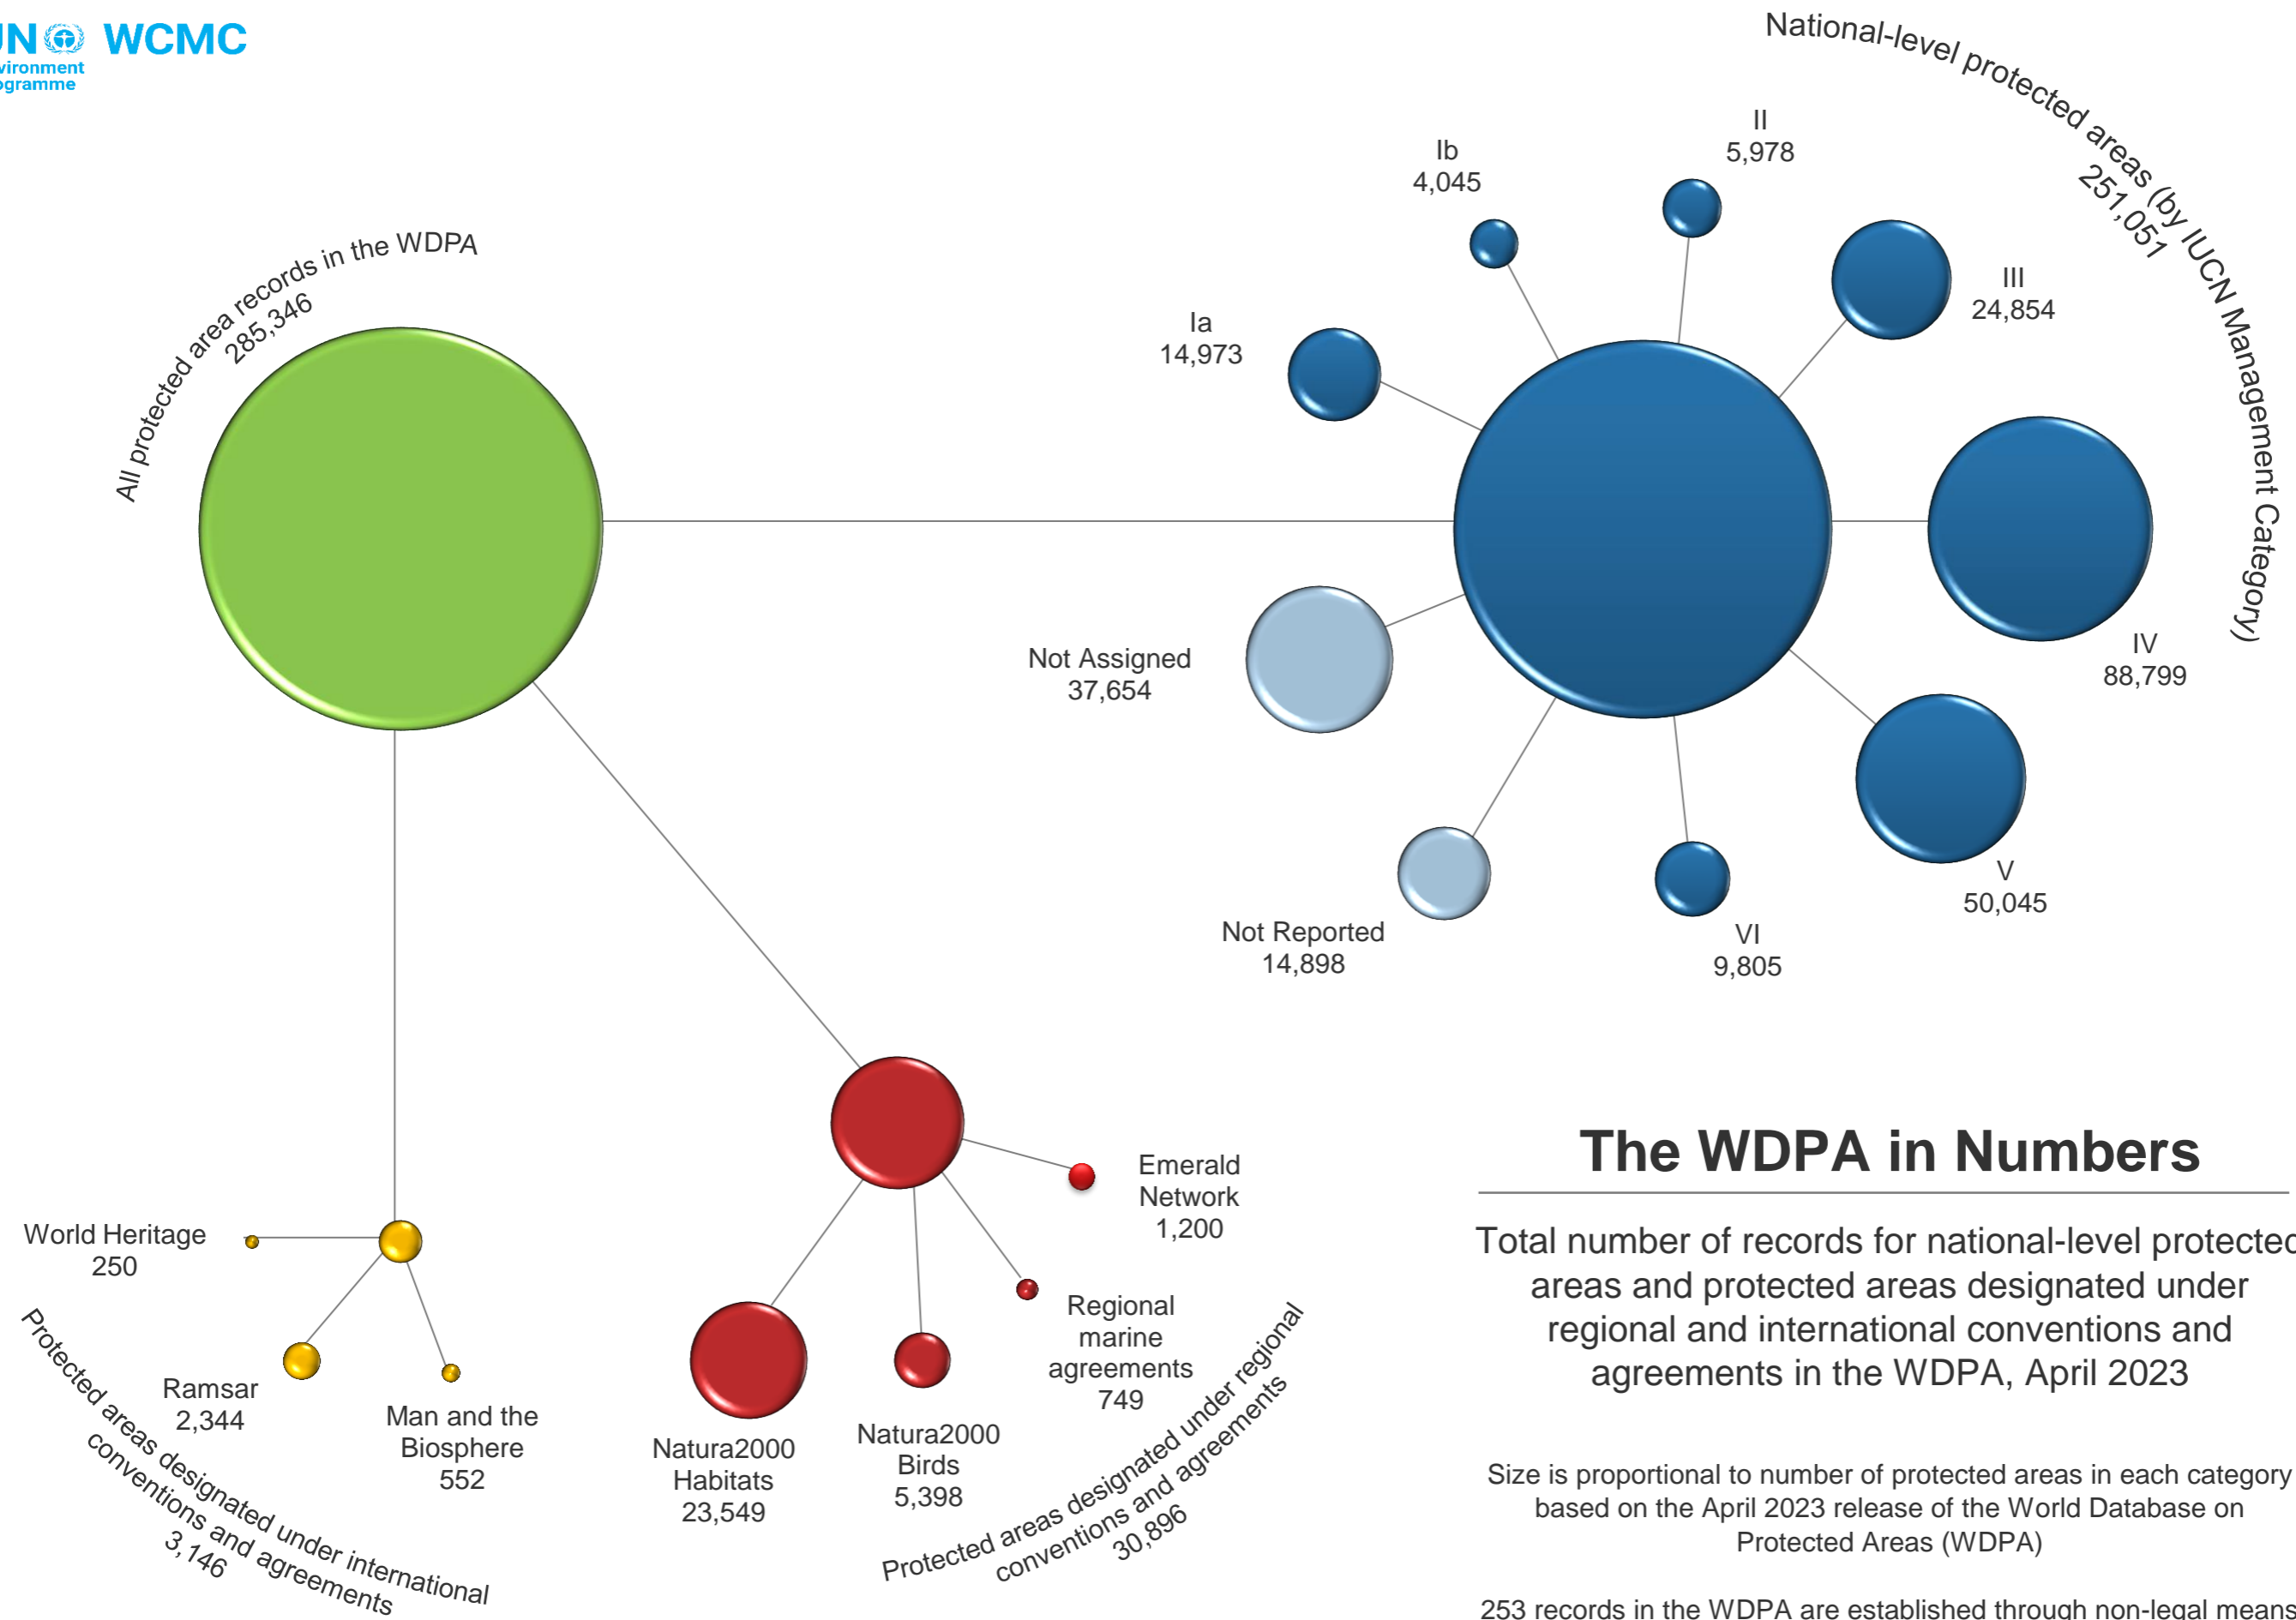 UN WCMC
National-level protected areas (by IUCN Management Category)
251,051
II
5,978
Ib
4,045
III
24,854
Ia
14,973
All protected area records in the WDPA
285,346
IV
88,799
Not Assigned
37,654
V
50,045
Not Reported
14,898
VI
9,805
Emerald
Network
1,200
World Heritage
250
Regional
marine
agreements
749
Ramsar
2,344
Man and the
Biosphere
552
Natura2000
Habitats
23,549
Natura2000
Birds
5,398
Protected areas designated under international
conventions and agreements
3,146
Protected areas designated under regional
conventions and agreements
30,896
The WDPA in Numbers
Total number of records for national-level protected
areas and protected areas designated under
regional and international conventions and
agreements in the WDPA, April 2023
Size is proportional to number of protected areas in each category
based on the April 2023 release of the World Database on
Protected Areas (WDPA)
253 records in the WDPA are established through non-legal means